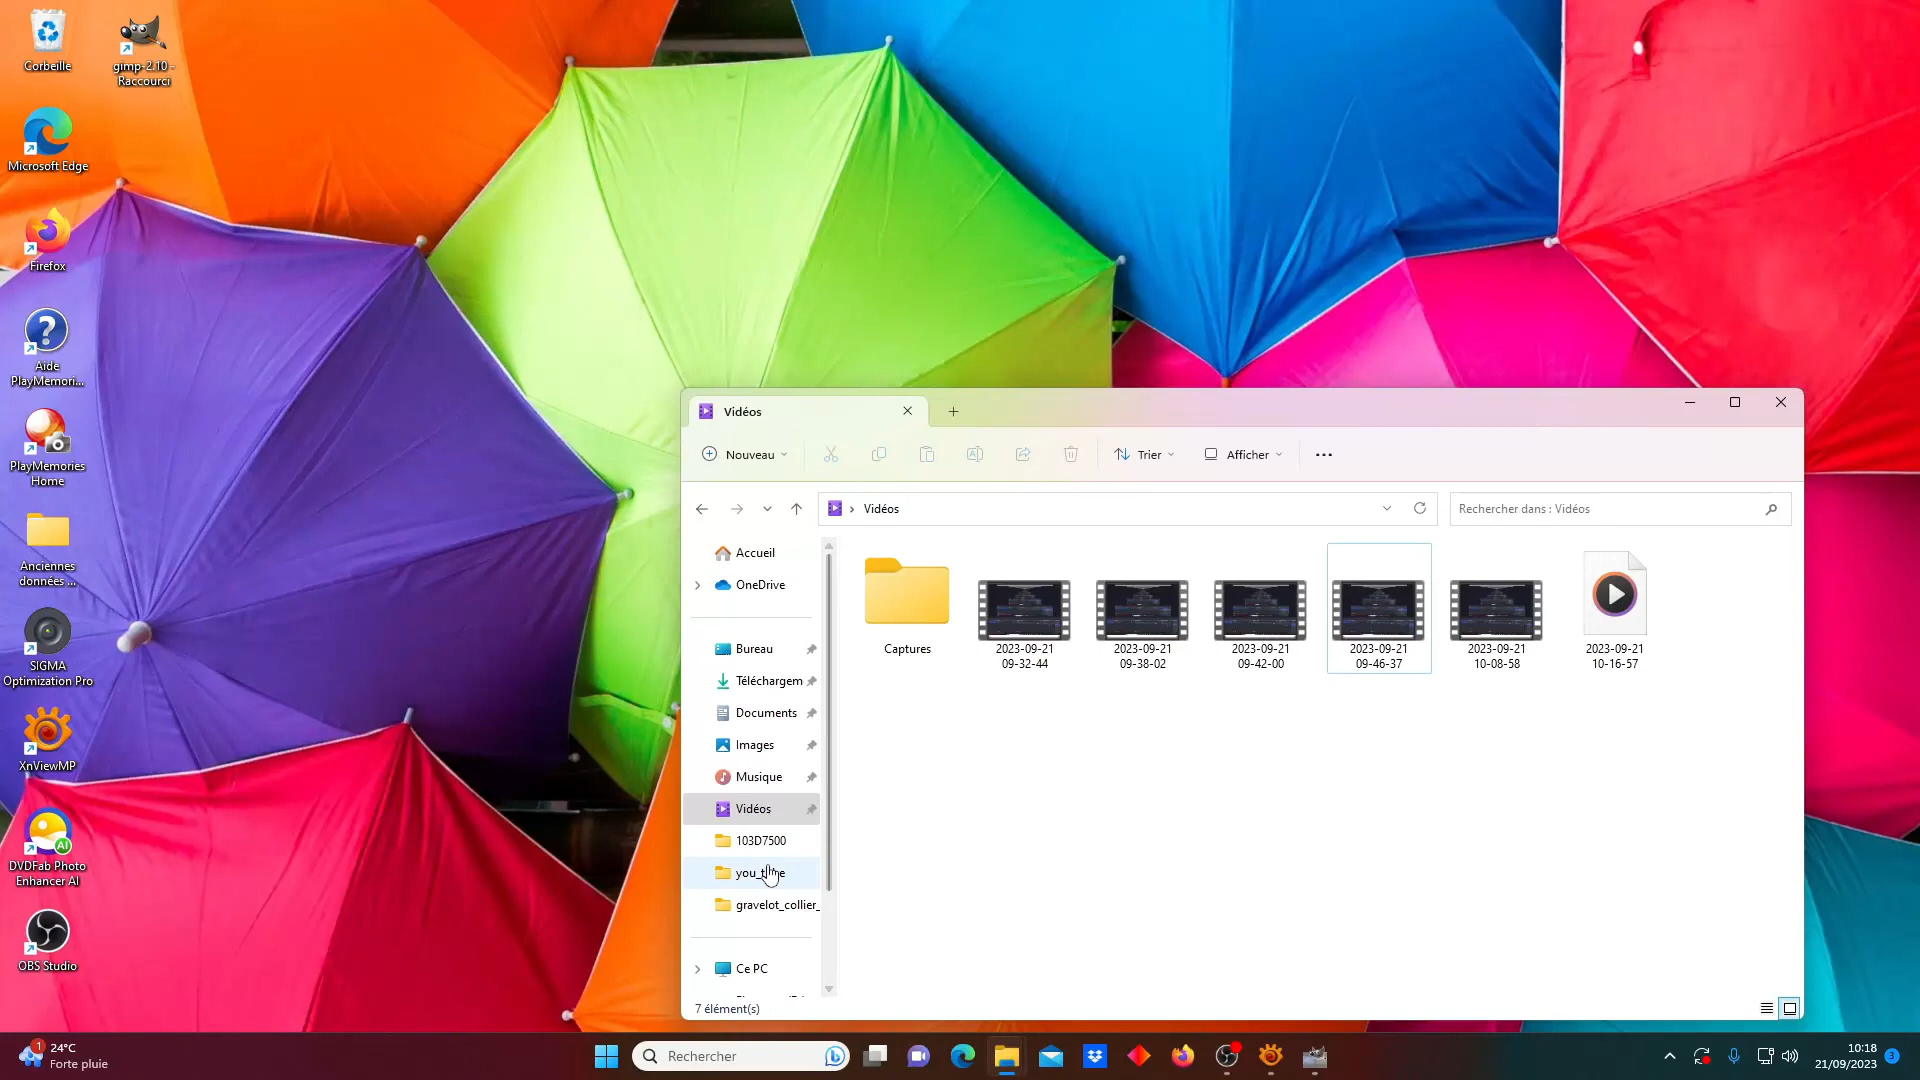 Corbeille
gimp-2.10 -
Raccourci
Microsoft Edge
Firefox
Aide
PlayMemori...
PlayMemories
Home
Anciennes
données ...
SIGMA
Optimization Pro
XnViewMP
DVDFab Photo
Enhancer AI
OBS Studio
Vidéos
Nouveau
Trier
Afficher
Vidéos
Rechercher dans : Vidéos
Accueil
OneDrive
Bureau
Téléchargem
Documents
Images
Musique
Vidéos
103D7500
gravelot_collier_
Ce PC
Captures
2023-09-21
09-32-44
2023-09-21
09-38-02
2023-09-21
09-42-00
2023-09-21
09-46-37
2023-09-21
10-08-58
2023-09-21
10-16-57
7 élément(s)
1
24°C
Forte pluie
Rechercher
10:18
21/09/2023
3